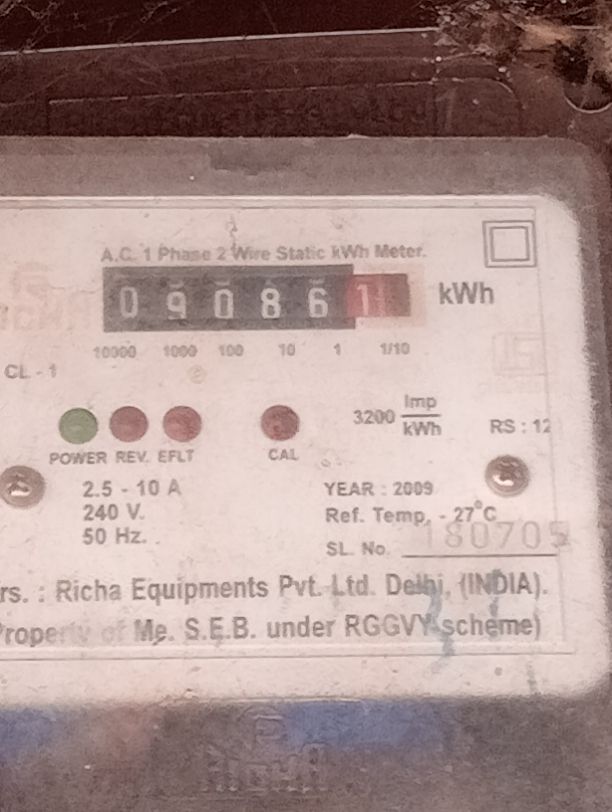 A.C. 1 Phase 2 Wire Static kWh Meter.
0 9 0 8 6 1 kWh
10000 1000 100 10 1 1/10
CL - 1
3200 Imp/kWh
RS : 12
POWER REV. EFLT CAL
2.5 - 10 A
YEAR : 2009
240 V.
Ref. Temp. - 27°C
50 Hz.
SL. No. 180705
rs. : Richa Equipments Pvt. Ltd. Delhi, (INDIA).
Property of Me. S.E.B. under RGGVY scheme)
RICHA